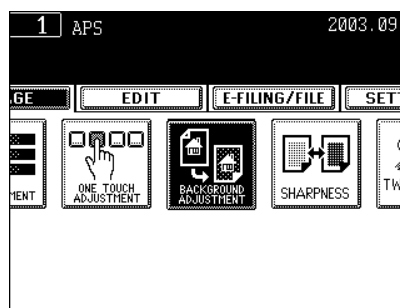 1 APS 2003.09
GE EDIT E-FILING/FILE SET
MENT
ONE TOUCH
ADJUSTMENT
BACKGROUND
ADJUSTMENT
SHARPNESS
TW